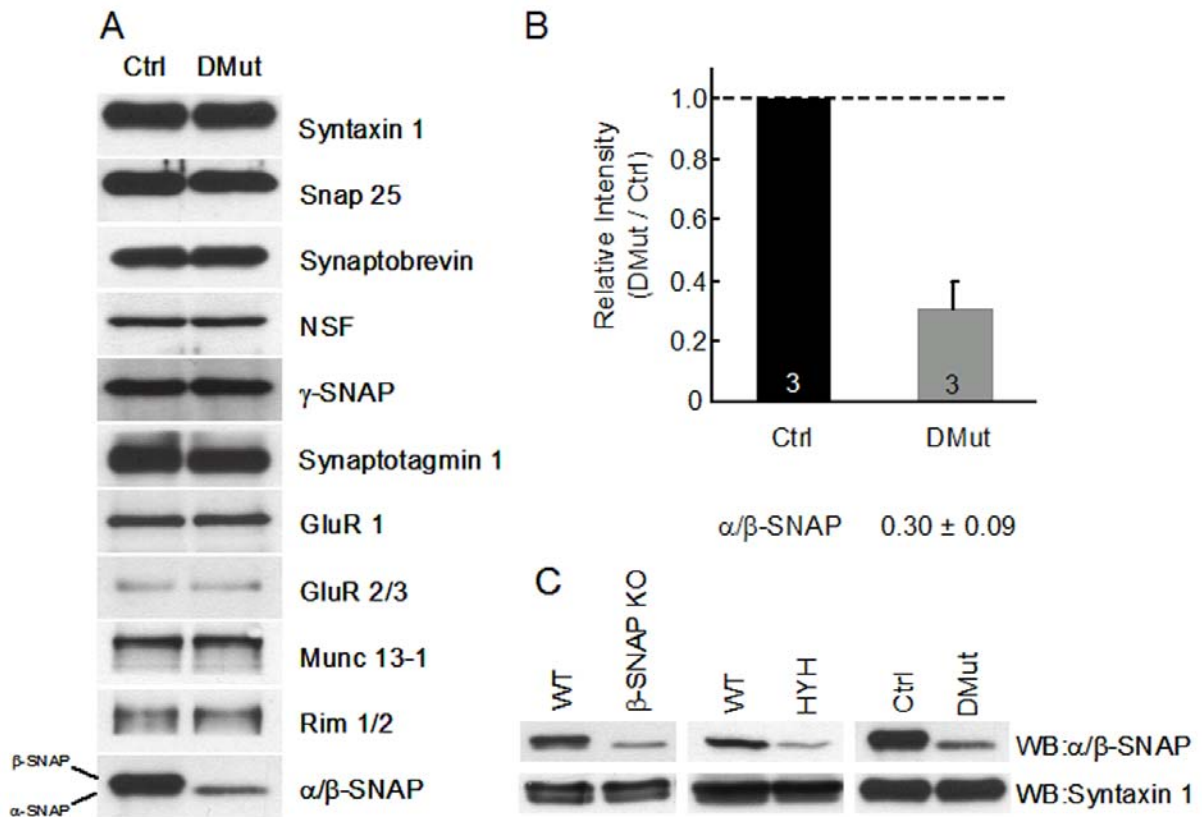 A
Ctrl DMut
Syntaxin 1
Snap 25
Synaptobrevin
NSF
γ-SNAP
Synaptotagmin 1
GluR 1
GluR 2/3
Munc 13-1
Rim 1/2
β-SNAP
α-SNAP
α/β-SNAP
B
Relative Intensity
(DMut / Ctrl)
1.0
0.8
0.6
0.4
0.2
0
3
3
Ctrl DMut
α/β-SNAP 0.30 ± 0.09
C
WT
β-SNAP KO
WT
HYH
Ctrl
DMut
WB:α/β-SNAP
WB:Syntaxin 1